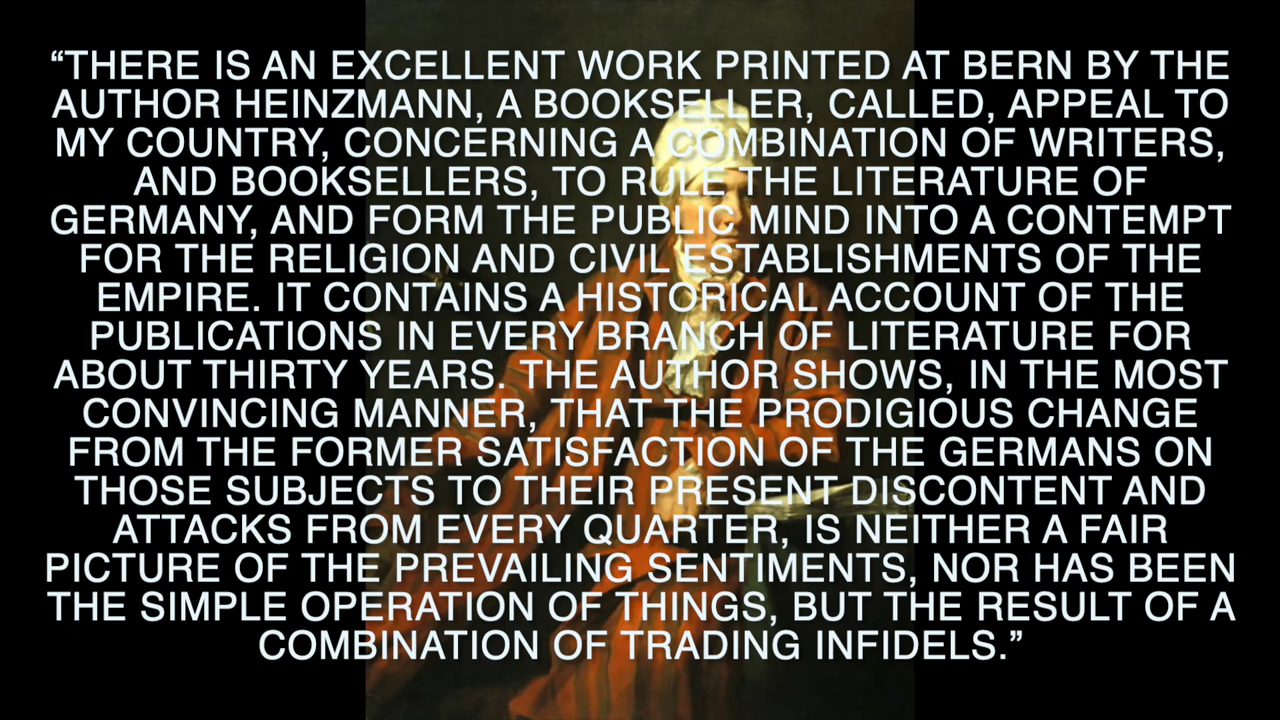 “THERE IS AN EXCELLENT WORK PRINTED AT BERN BY THE
AUTHOR HEINZMANN, A BOOKSELLER, CALLED, APPEAL TO
MY COUNTRY, CONCERNING A COMBINATION OF WRITERS,
AND BOOKSELLERS, TO RULE THE LITERATURE OF
GERMANY, AND FORM THE PUBLIC MIND INTO A CONTEMPT
FOR THE RELIGION AND CIVIL ESTABLISHMENTS OF THE
EMPIRE. IT CONTAINS A HISTORICAL ACCOUNT OF THE
PUBLICATIONS IN EVERY BRANCH OF LITERATURE FOR
ABOUT THIRTY YEARS. THE AUTHOR SHOWS, IN THE MOST
CONVINCING MANNER, THAT THE PRODIGIOUS CHANGE
FROM THE FORMER SATISFACTION OF THE GERMANS ON
THOSE SUBJECTS TO THEIR PRESENT DISCONTENT AND
ATTACKS FROM EVERY QUARTER, IS NEITHER A FAIR
PICTURE OF THE PREVAILING SENTIMENTS, NOR HAS BEEN
THE SIMPLE OPERATION OF THINGS, BUT THE RESULT OF A
COMBINATION OF TRADING INFIDELS.”